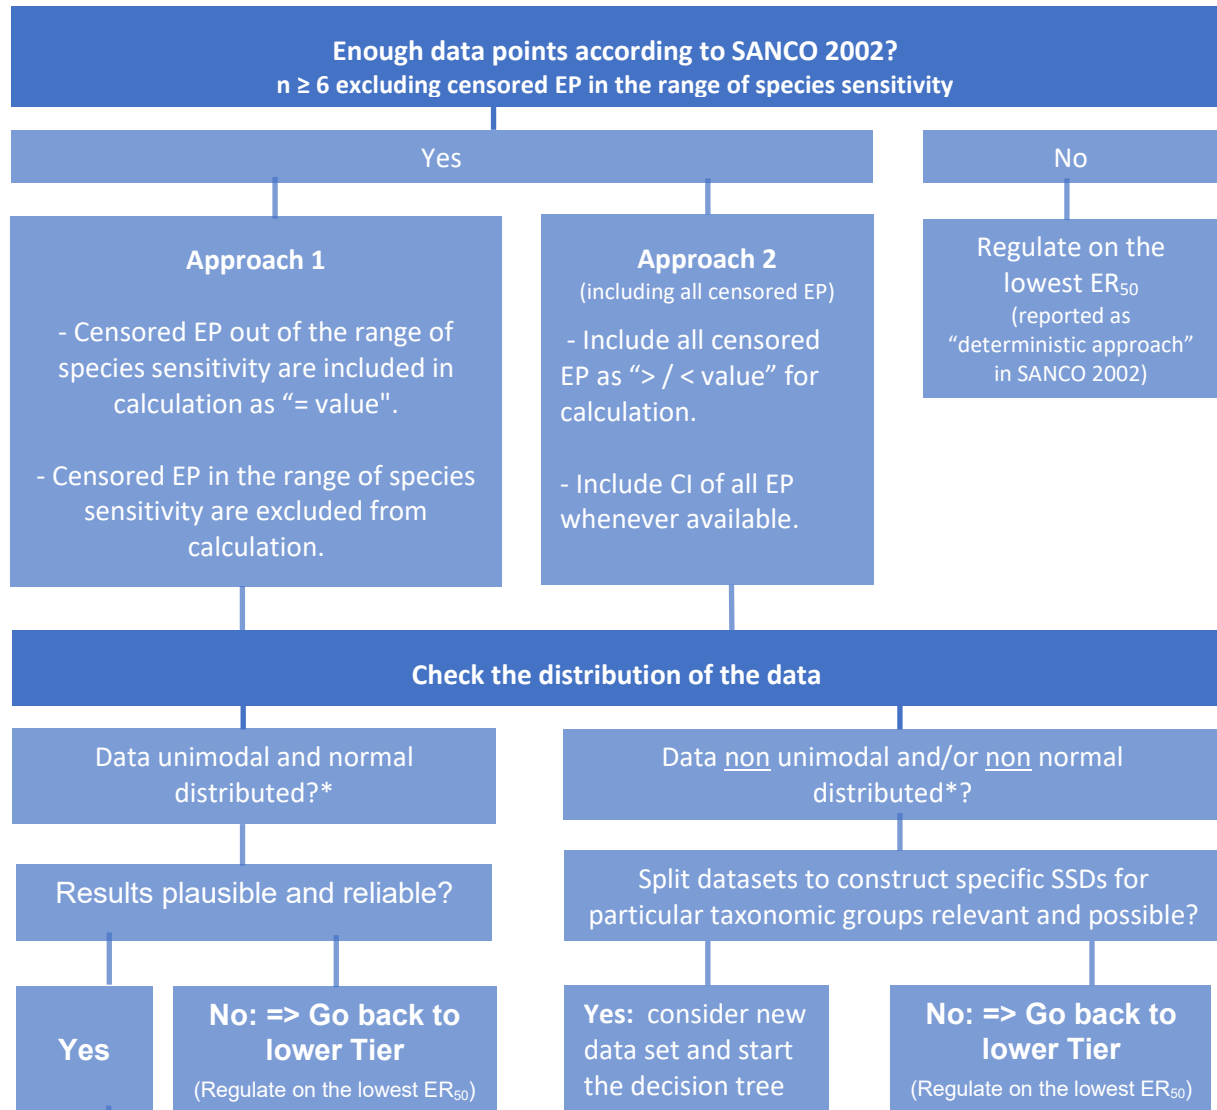 Enough data points according to SANCO 2002?
n ≥ 6 excluding censored EP in the range of species sensitivity
Yes
No
Approach 1
- Censored EP out of the range of
species sensitivity are included in
calculation as “= value".
- Censored EP in the range of species
sensitivity are excluded from
calculation.
Approach 2
(including all censored EP)
- Include all censored
EP as “> / < value” for
calculation.
- Include CI of all EP
whenever available.
Regulate on the
lowest ER₅₀
(reported as
“deterministic approach”
in SANCO 2002)
Check the distribution of the data
Data unimodal and normal
distributed?*
Data non unimodal and/or non normal
distributed*?
Results plausible and reliable?
Split datasets to construct specific SSDs for
particular taxonomic groups relevant and possible?
Yes
No: => Go back to
lower Tier
(Regulate on the lowest ER₅₀)
Yes: consider new
data set and start
the decision tree
No: => Go back to
lower Tier
(Regulate on the lowest ER₅₀)